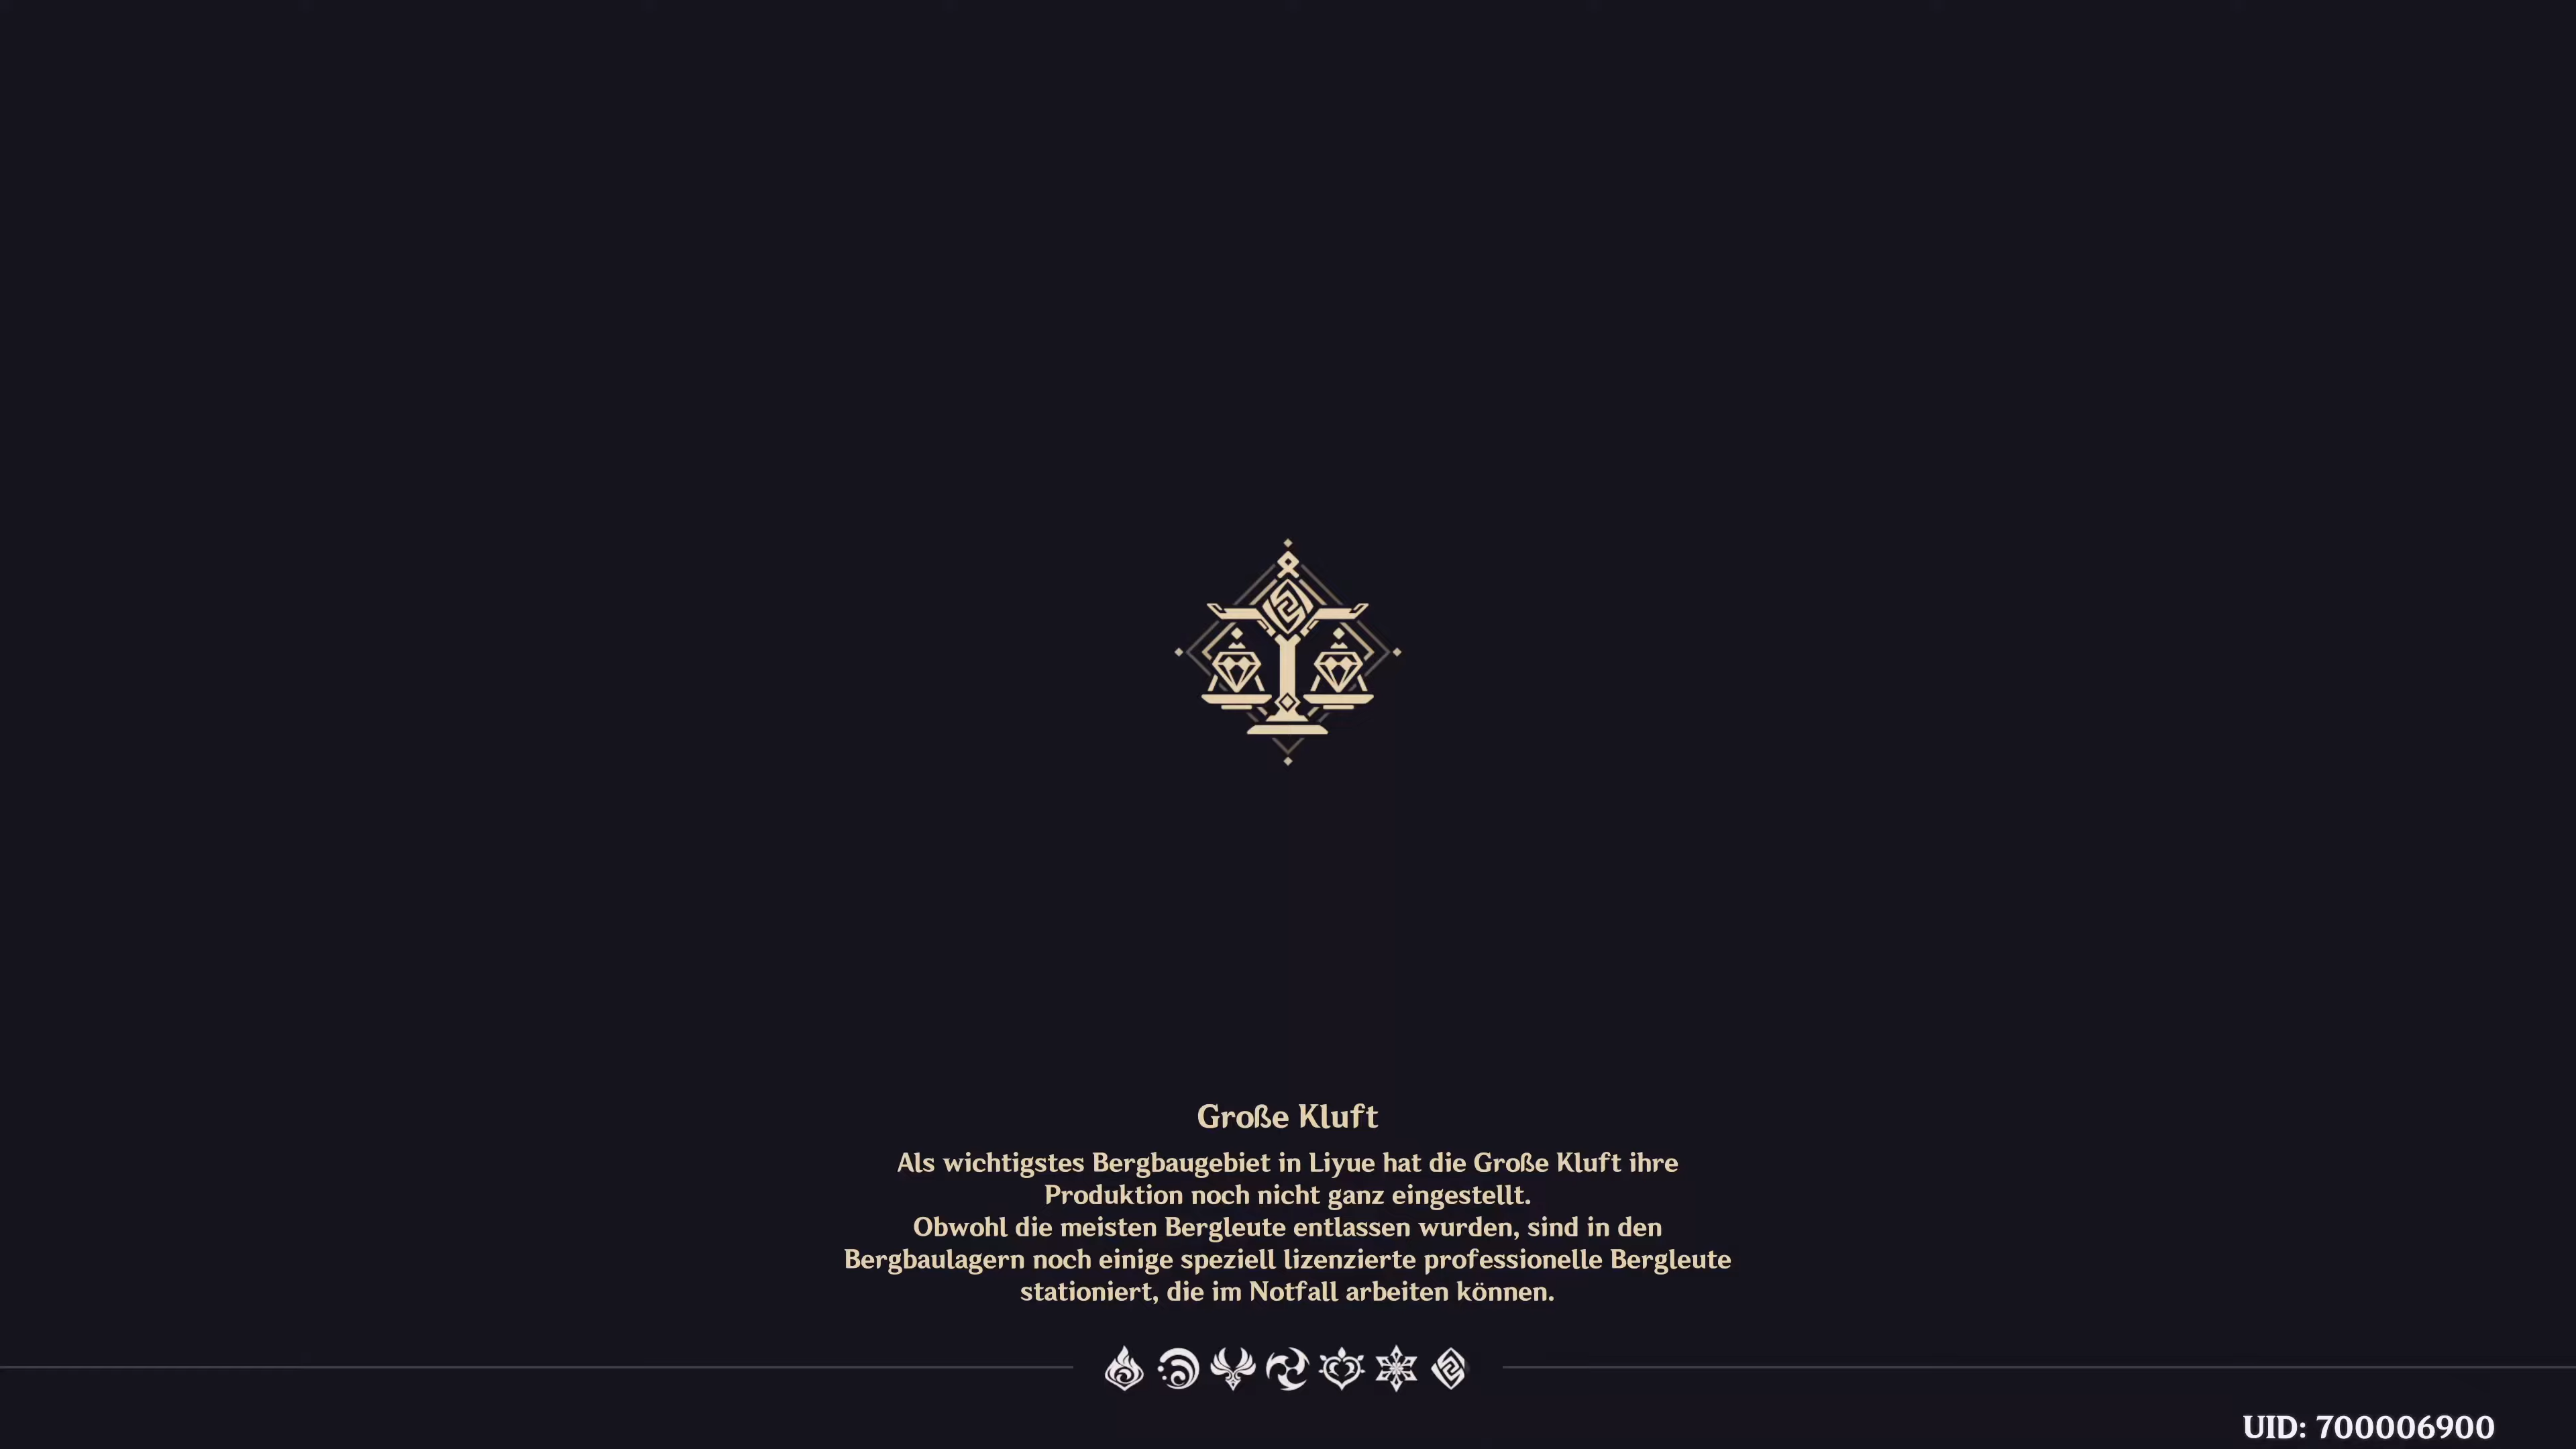 Große Kluft
Als wichtigstes Bergbaugebiet in Liyue hat die Große Kluft ihre
Produktion noch nicht ganz eingestellt.
Obwohl die meisten Bergleute entlassen wurden, sind in den
Bergbaulagern noch einige speziell lizenzierte professionelle Bergleute
stationiert, die im Notfall arbeiten können.
UID: 700006900